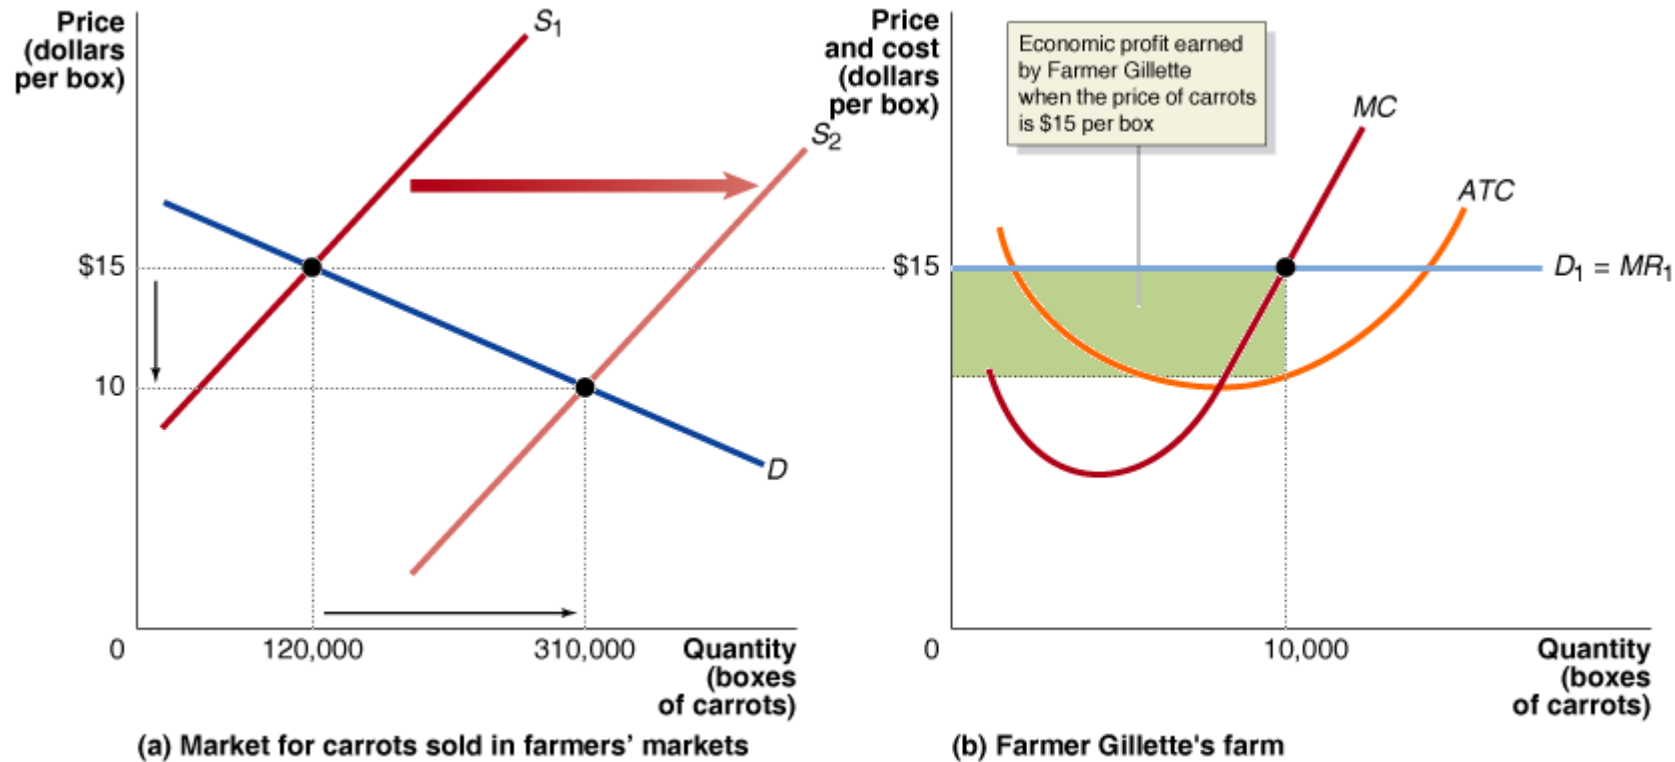 Price
(dollars
per box)
S1
S2
$15
10
D
0
120,000
310,000
Quantity
(boxes
of carrots)
(a) Market for carrots sold in farmers' markets
Price
and cost
(dollars
per box)
Economic profit earned
by Farmer Gillette
when the price of carrots
is $15 per box
MC
ATC
$15
D1 = MR1
0
10,000
Quantity
(boxes
of carrots)
(b) Farmer Gillette's farm